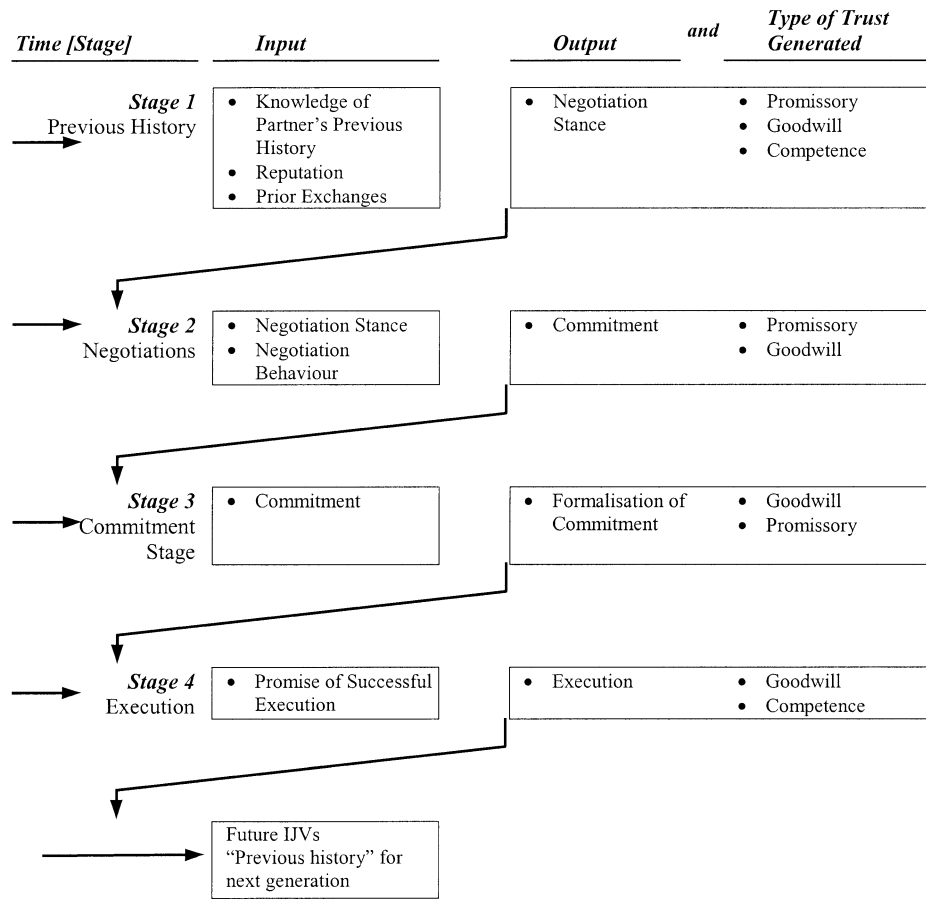 Time [Stage] Input Output and Type of Trust
Generated
Stage 1
Previous History
• Knowledge of
Partner's Previous
History
• Reputation
• Prior Exchanges
• Negotiation
Stance
• Promissory
• Goodwill
• Competence
Stage 2
Negotiations
• Negotiation Stance
• Negotiation
Behaviour
• Commitment
• Promissory
• Goodwill
Stage 3
Commitment
Stage
• Commitment
• Formalisation of
Commitment
• Goodwill
• Promissory
Stage 4
Execution
• Promise of Successful
Execution
• Execution
• Goodwill
• Competence
Future IJVs
“Previous history” for
next generation